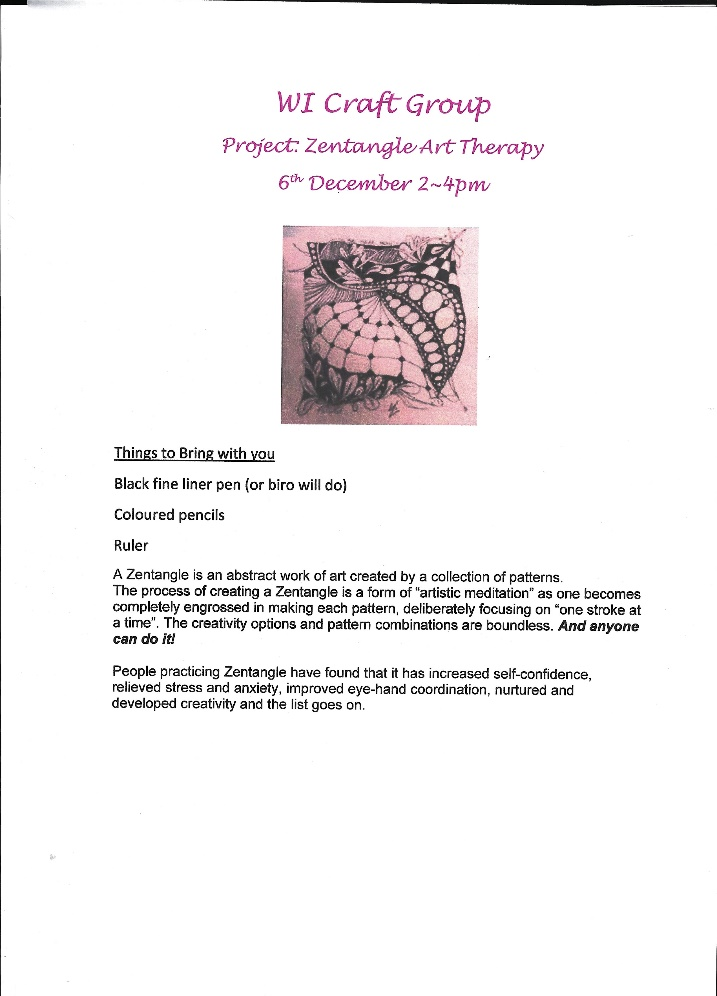 WI Craft Group
Project: Zentangle Art Therapy
6th December 2~4pm
Things to Bring with you
Black fine liner pen (or biro will do)
Coloured pencils
Ruler
A Zentangle is an abstract work of art created by a collection of patterns.
The process of creating a Zentangle is a form of “artistic meditation” as one becomes
completely engrossed in making each pattern, deliberately focusing on “one stroke at
a time”. The creativity options and pattern combinations are boundless. And anyone
can do it!
People practicing Zentangle have found that it has increased self-confidence,
relieved stress and anxiety, improved eye-hand coordination, nurtured and
developed creativity and the list goes on.